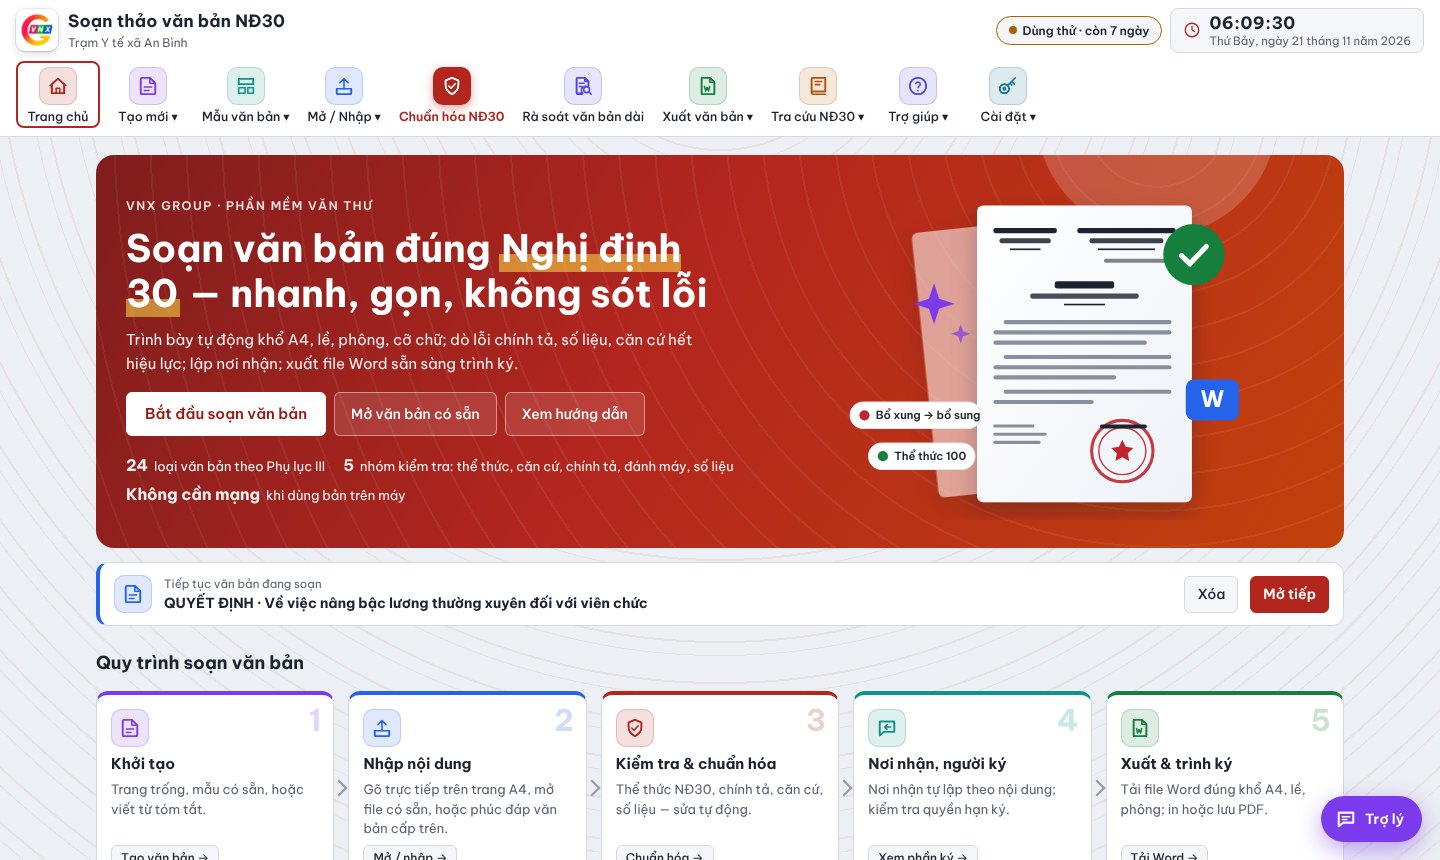 VNX
Soạn thảo văn bản NĐ30
Trạm Y tế xã An Bình
Dùng thử · còn 7 ngày
06:09:30
Thứ Bảy, ngày 21 tháng 11 năm 2026
Trang chủ
Tạo mới ▾
Mẫu văn bản ▾
Mở / Nhập ▾
Chuẩn hóa NĐ30
Rà soát văn bản dài
Xuất văn bản ▾
Tra cứu NĐ30 ▾
Trợ giúp ▾
Cài đặt ▾
VNX GROUP · PHẦN MỀM VĂN THƯ
Soạn văn bản đúng Nghị định
30 — nhanh, gọn, không sót lỗi
Trình bày tự động khổ A4, lề, phông, cỡ chữ; dò lỗi chính tả, số liệu, căn cứ hết
hiệu lực; lập nơi nhận; xuất file Word sẵn sàng trình ký.
Bắt đầu soạn văn bản
Mở văn bản có sẵn
Xem hướng dẫn
24 loại văn bản theo Phụ lục III
5 nhóm kiểm tra: thể thức, căn cứ, chính tả, đánh máy, số liệu
Không cần mạng khi dùng bản trên máy
Bổ xung → bổ sung
Thể thức 100
W
Tiếp tục văn bản đang soạn
QUYẾT ĐỊNH · Về việc nâng bậc lương thường xuyên đối với viên chức
Xóa
Mở tiếp
Quy trình soạn văn bản
1
Khởi tạo
Trang trống, mẫu có sẵn, hoặc
viết từ tóm tắt.
Tạo văn bản →
2
Nhập nội dung
Gõ trực tiếp trên trang A4, mở
file có sẵn, hoặc phúc đáp văn
bản cấp trên.
Mở / nhập →
3
Kiểm tra & chuẩn hóa
Thể thức NĐ30, chính tả, căn cứ,
số liệu — sửa tự động.
Chuẩn hóa →
4
Nơi nhận, người ký
Nơi nhận tự lập theo nội dung;
kiểm tra quyền hạn ký.
Xem phần ký →
5
Xuất & trình ký
Tải file Word đúng khổ A4, lề,
phông; in hoặc lưu PDF.
Tải Word →
Trợ lý